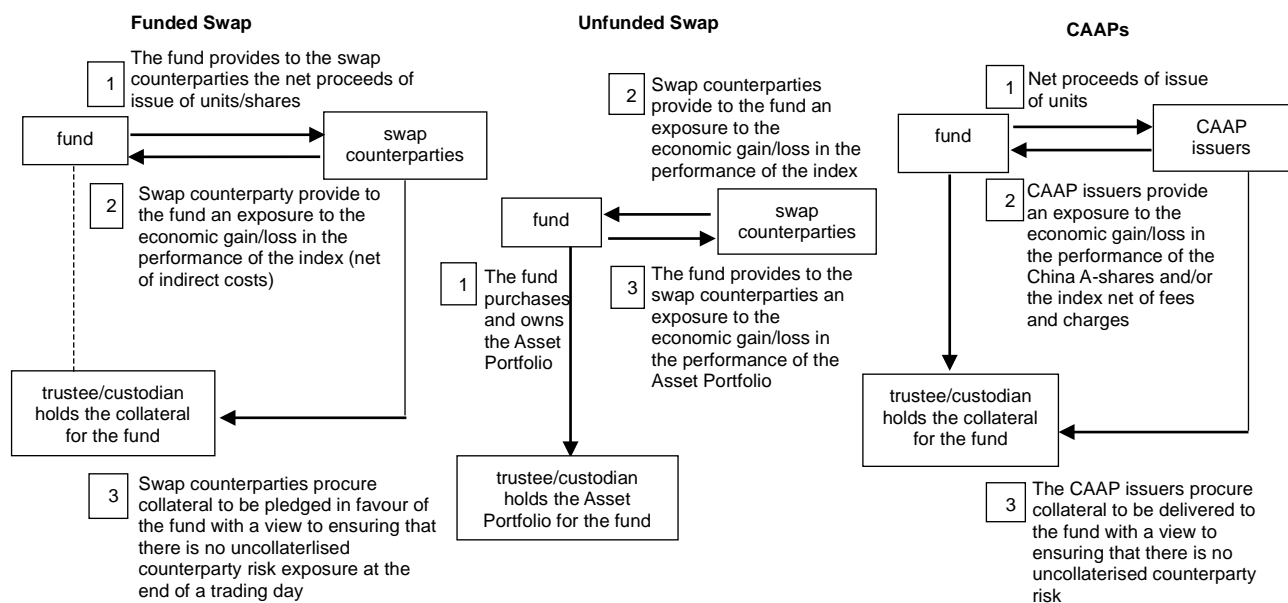 Funded Swap
1
The fund provides to the swap
counterparties the net proceeds of
issue of units/shares
fund
swap
counterparties
2
Swap counterparty provide to
the fund an exposure to the
economic gain/loss in the
performance of the index (net
of indirect costs)
trustee/custodian
holds the collateral
for the fund
3
Swap counterparties procure
collateral to be pledged in favour of
the fund with a view to ensuring that
there is no uncollaterlised
counterparty risk exposure at the
end of a trading day
Unfunded Swap
2
Swap counterparties
provide to the fund an
exposure to the
economic gain/loss in the
performance of the index
fund
swap
counterparties
1
The fund
purchases
and owns
the Asset
Portfolio
3
The fund provides to the
swap counterparties an
exposure to the
economic gain/loss in
the performance of the
Asset Portfolio
trustee/custodian
holds the Asset
Portfolio for the fund
CAAPs
1
Net proceeds of issue
of units
fund
CAAP
issuers
2
CAAP issuers provide
an exposure to the
economic gain/loss in
the performance of the
China A-shares and/or
the index net of fees
and charges
trustee/custodian
holds the collateral
for the fund
3
The CAAP issuers procure
collateral to be delivered to
the fund with a view to
ensuring that there is no
uncollaterised counterparty
risk